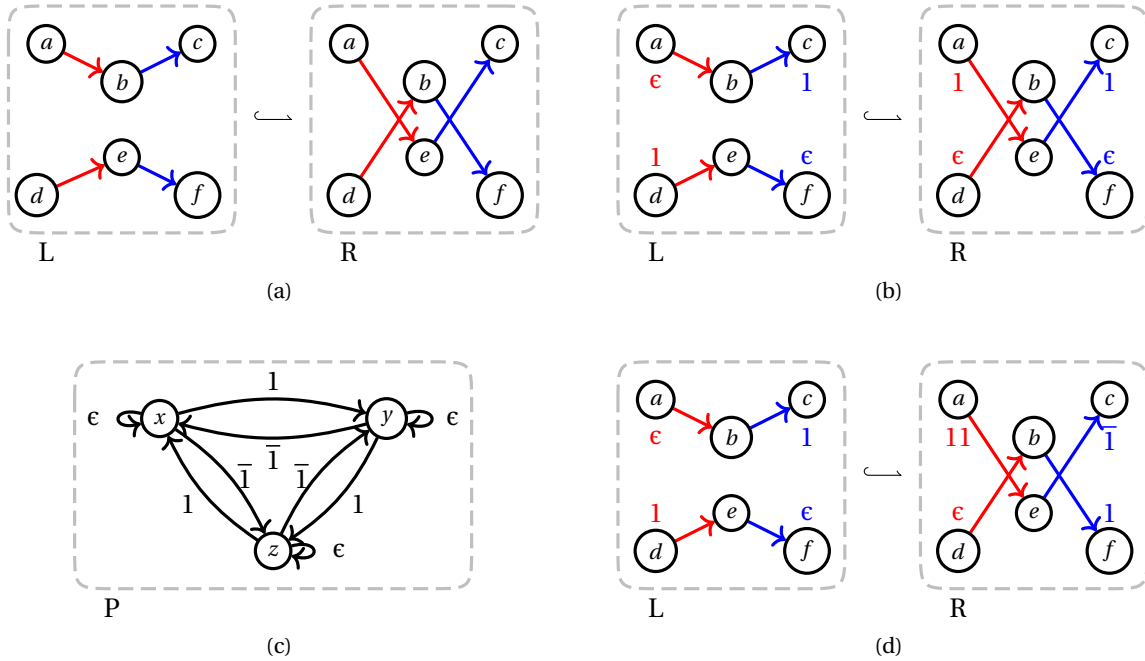 a c a c a c a c
b b b b
ϵ 1 1 1
e e 1 e ϵ ϵ e ϵ
d f d f d f d f
L R L R
(a) (b)
1
ϵ x y ϵ a c a c
ϵ b 1 11 b 1̅
1̅
1̅ 1̅
1 1 1 e ϵ ϵ e 1
z ϵ d f d f
P L R
(c) (d)